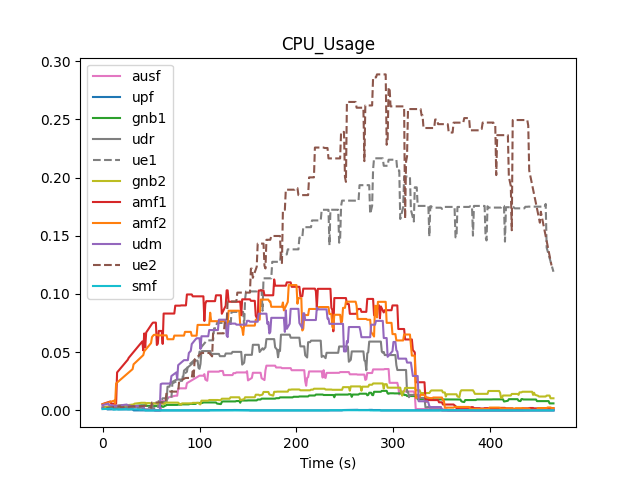 CPU_Usage
0.30
0.25
0.20
0.15
0.10
0.05
0.00
ausf
upf
gnb1
udr
ue1
gnb2
amf1
amf2
udm
ue2
smf
0 100 200 300 400
Time (s)